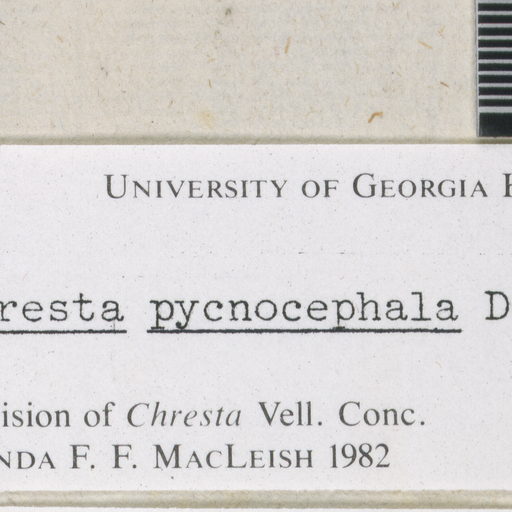 UNIVERSITY OF GEORGIA
resta pycnocephala D
ision of Chresta Vell. Conc.
NDA F. F. MACLEISH 1982